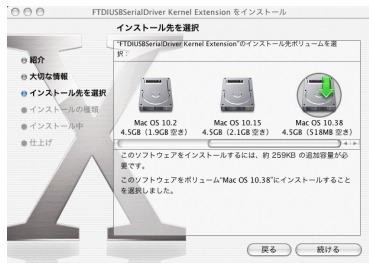 FTDIUSBSerialDriver Kernel Extension をインストール
インストール先を選択
紹介
大切な情報
インストール先を選択
インストールの種類
インストール中
仕上げ
"FTDIUSBSerialDriver Kernel Extension"のインストール先ボリュームを選
択：
Mac OS 10.2
4.5GB（1.9GB 空き）
Mac OS 10.15
4.5GB（2.1GB 空き）
Mac OS 10.38
4.5GB（518MB 空き）
このソフトウェアをインストールするには、約 259KB の追加容量が必
要です。
このソフトウェアをボリューム"Mac OS 10.38"にインストールすること
を選択しました。
戻る
続ける